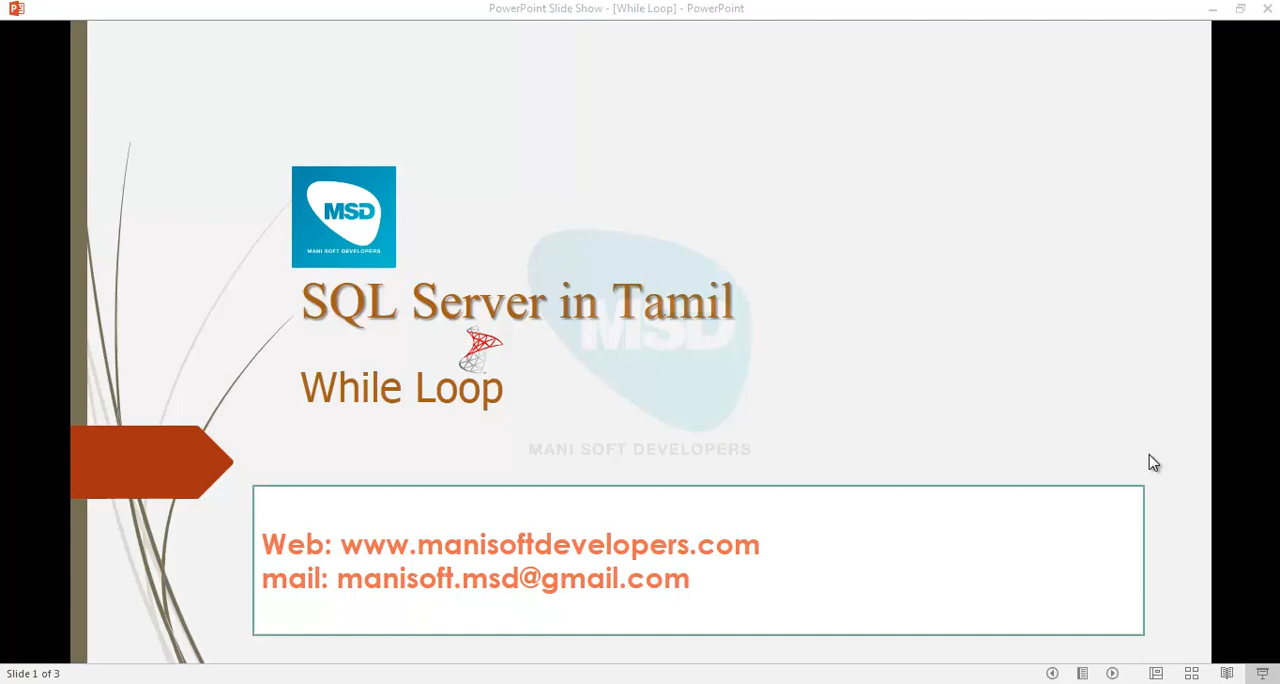 PowerPoint Slide Show - [While Loop] - PowerPoint
MSD
MANI SOFT DEVELOPERS
SQL Server in Tamil
MSD
While Loop
MANI SOFT DEVELOPERS
Web: www.manisoftdevelopers.com
mail: manisoft.msd@gmail.com
Slide 1 of 3